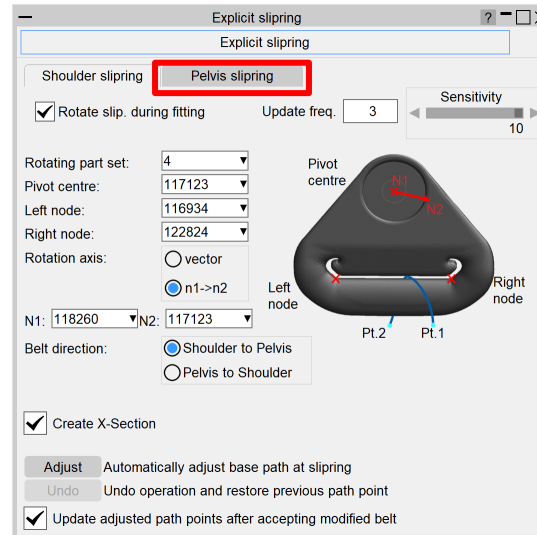 Explicit slipring ?
Explicit slipring
Shoulder slipring Pelvis slipring
Rotate slip. during fitting Update freq. 3 Sensitivity
10
Rotating part set: 4
Pivot centre: 117123
Left node: 116934
Right node: 122824
Rotation axis: vector
n1->n2
N1: 118260 N2: 117123
Belt direction: Shoulder to Pelvis
Pelvis to Shoulder
Pivot
centre
N1
N2
Left
node
Right
node
Pt.2 Pt.1
Create X-Section
Adjust Automatically adjust base path at slipring
Undo Undo operation and restore previous path point
Update adjusted path points after accepting modified belt